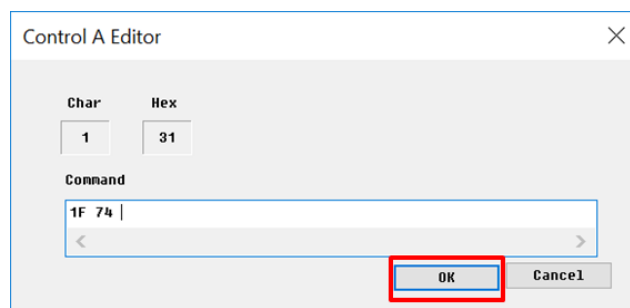 Control A Editor
Char Hex
1 31
Command
1F 74
OK Cancel